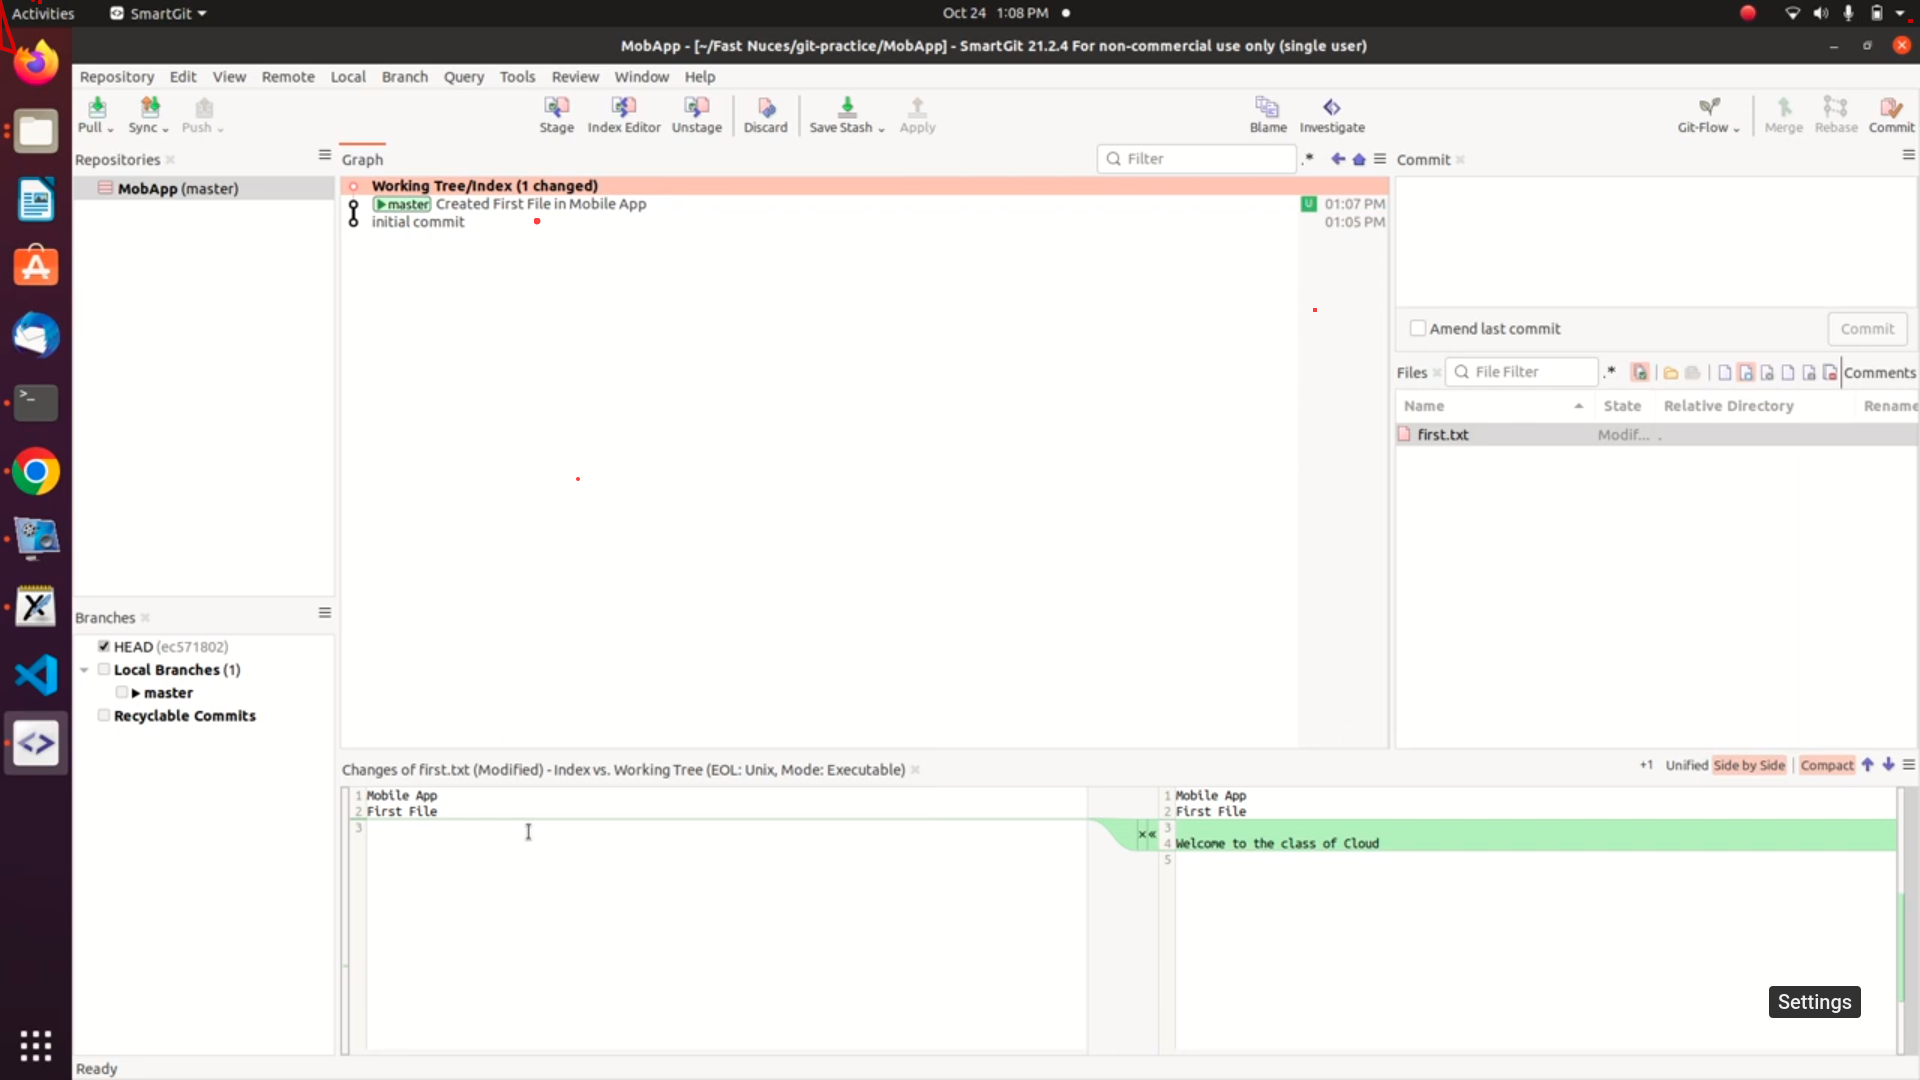 Activities
SmartGit
Oct 24 1:08 PM
MobApp - [~/Fast Nuces/git-practice/MobApp] - SmartGit 21.2.4 For non-commercial use only (single user)
Repository Edit View Remote Local Branch Query Tools Review Window Help
Pull Sync Push Stage Index Editor Unstage Discard Save Stash Apply Blame Investigate Git-Flow Merge Rebase Commit
Repositories
MobApp (master)
Graph
Filter
.*
Working Tree/Index (1 changed)
master Created First File in Mobile App U 01:07 PM
initial commit 01:05 PM
Commit
Amend last commit
Commit
Files
File Filter
.*
Comments
Name State Relative Directory Rename
first.txt Modif... .
Branches
HEAD (ec571802)
Local Branches (1)
master
Recyclable Commits
Changes of first.txt (Modified) - Index vs. Working Tree (EOL: Unix, Mode: Executable)
+1 Unified Side by Side Compact
1 Mobile App
2 First File
3
1 Mobile App
2 First File
3
4 Welcome to the class of Cloud
5
Settings
Ready